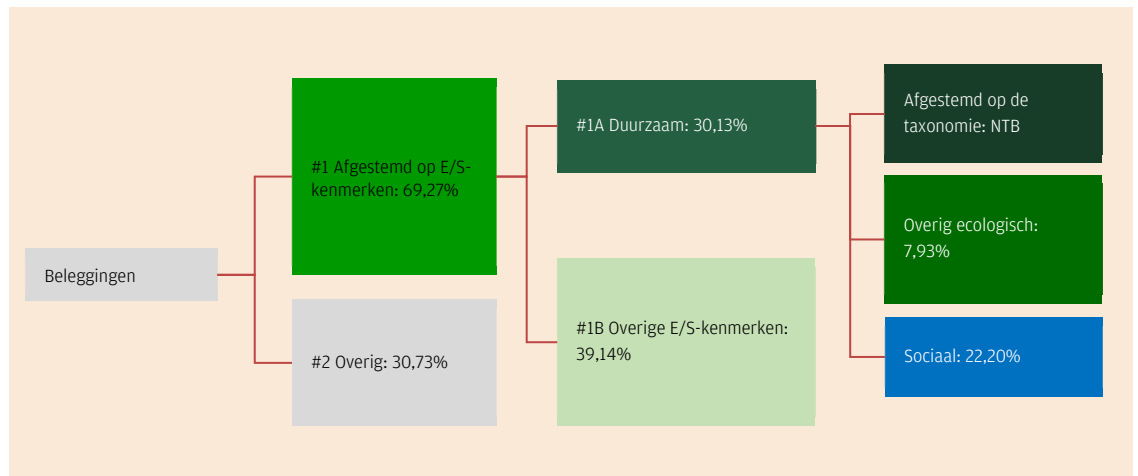 Beleggingen
#1 Afgestemd op E/S-
kenmerken: 69,27%
#2 Overig: 30,73%
#1A Duurzaam: 30,13%
#1B Overige E/S-kenmerken:
39,14%
Afgestemd op de
taxonomie: NTB
Overig ecologisch:
7,93%
Sociaal: 22,20%